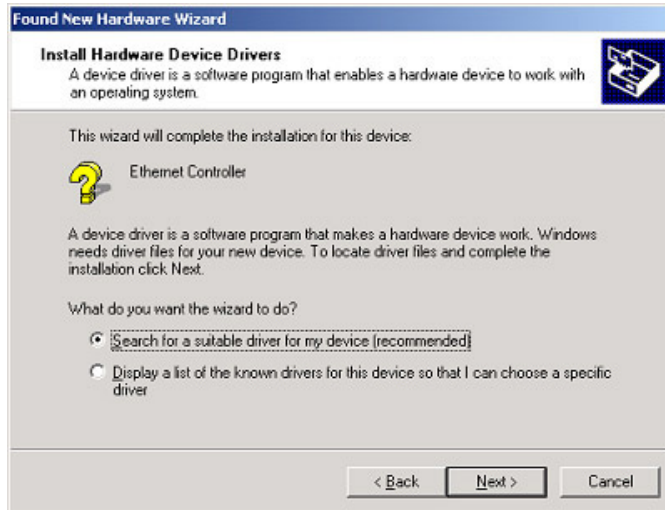 Found New Hardware Wizard
Install Hardware Device Drivers
A device driver is a software program that enables a hardware device to work with
an operating system.
This wizard will complete the installation for this device:
Ethernet Controller
A device driver is a software program that makes a hardware device work. Windows
needs driver files for your new device. To locate driver files and complete the
installation click Next.
What do you want the wizard to do?
Search for a suitable driver for my device (recommended)
Display a list of the known drivers for this device so that I can choose a specific
driver
< Back Next > Cancel